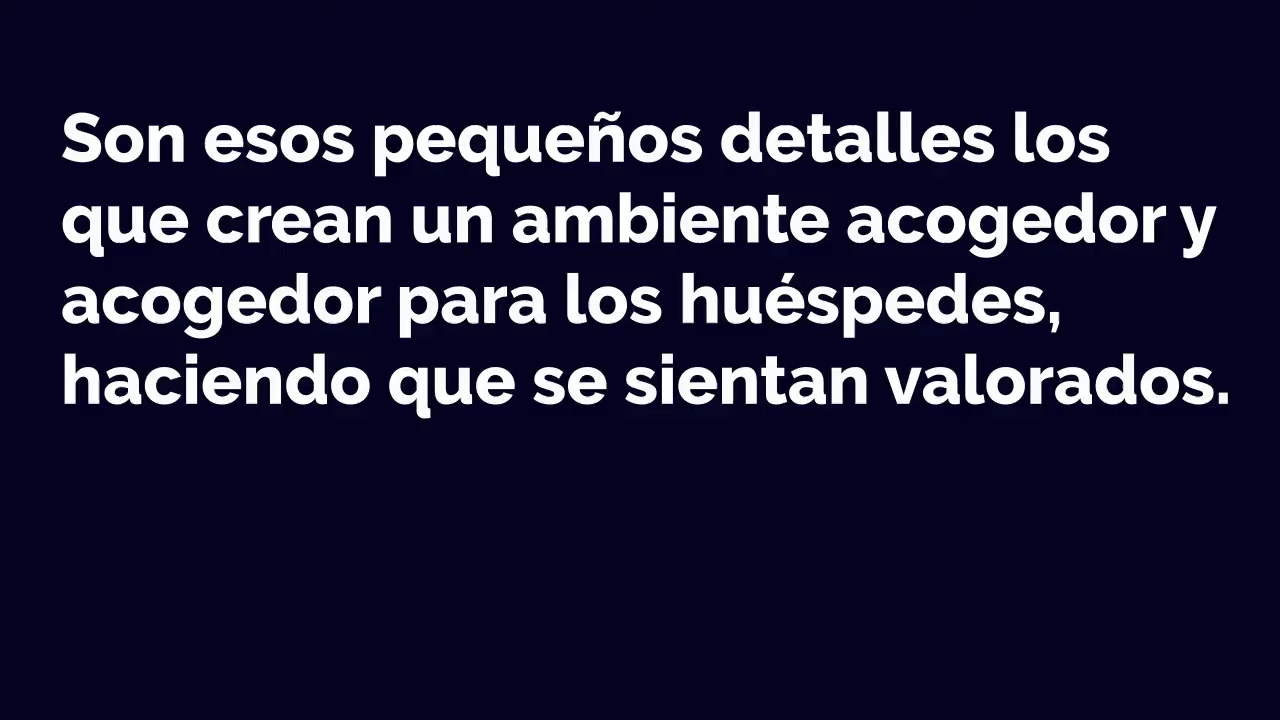 Son esos pequeños detalles los
que crean un ambiente acogedor y
acogedor para los huéspedes,
haciendo que se sientan valorados.